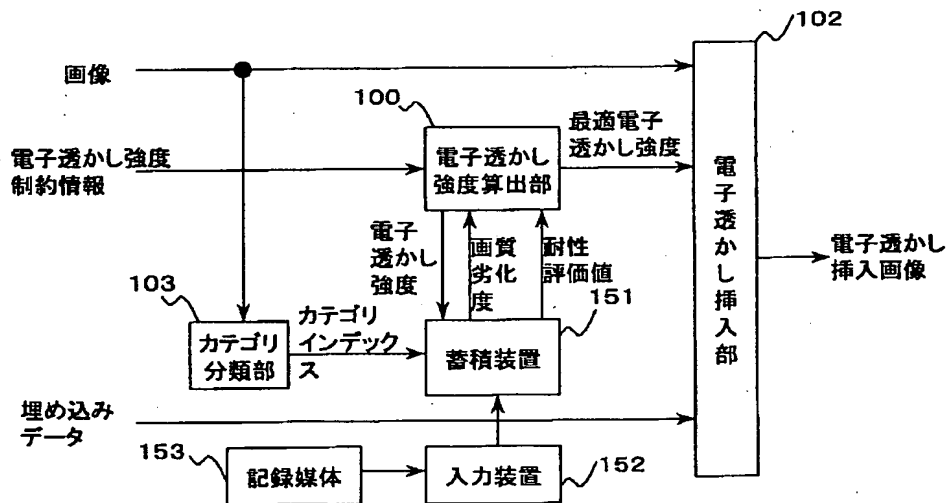 102
画像
100
最適電子
透かし強度
電子透かし強度
制約情報
電子透かし
強度算出部
電子
透かし
強度
画質
劣化
度
耐性
評価値
電子透かし挿入部
電子透かし
挿入画像
103
カテゴリ
インデック
ス
151
カテゴリ
分類部
蓄積装置
埋め込み
データ
153
記録媒体
入力装置
152